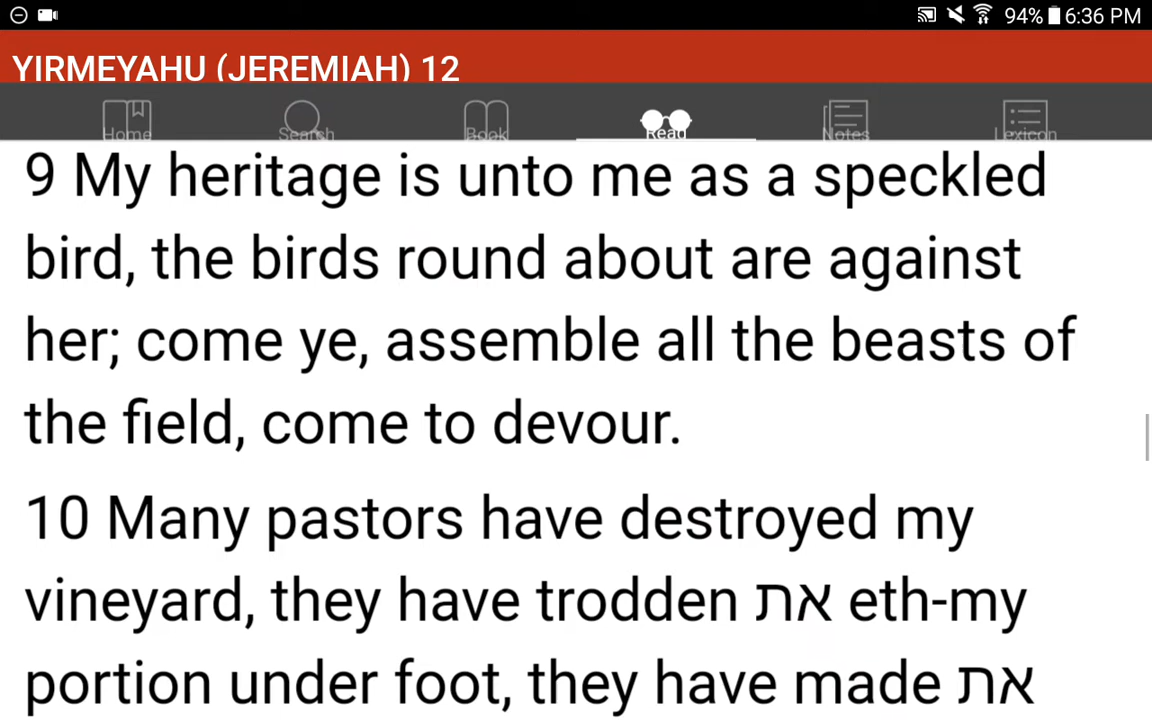 94% 6:36 PM
YIRMEYAHU (JEREMIAH) 12
Home Search Book Read Notes Lexicon
9 My heritage is unto me as a speckled
bird, the birds round about are against
her; come ye, assemble all the beasts of
the field, come to devour.
10 Many pastors have destroyed my
vineyard, they have trodden את eth-my
portion under foot, they have made את